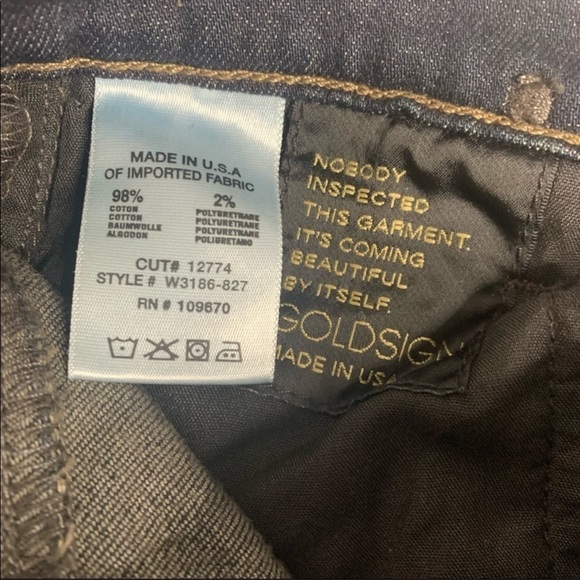 MADE IN U.S.A
OF IMPORTED FABRIC
98% 2%
COTON POLYURETHANE
COTTON POLYURETHANE
BAUMWOLLE POLYURETHANE
ALGODON POLIURETANO
CUT# 12774
STYLE # W3186-827
RN # 109670
NOBODY
INSPECTED
THIS GARMENT.
IT'S COMING
BEAUTIFUL
BY ITSELF.
GOLDSIGN
MADE IN USA